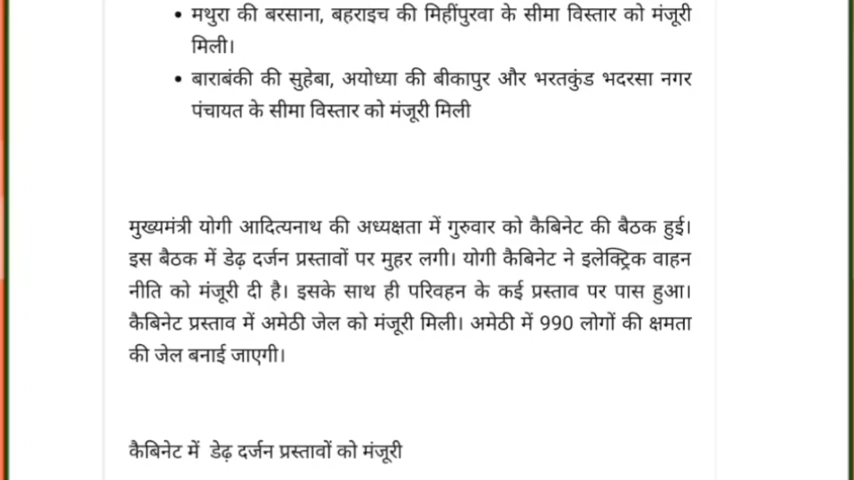 • मथुरा की बरसाना, बहराइच की मिहींपुरवा के सीमा विस्तार को मंजूरी
मिली।
• बाराबंकी की सुहेबा, अयोध्या की बीकापुर और भरतकुंड भदरसा नगर
पंचायत के सीमा विस्तार को मंजूरी मिली
मुख्यमंत्री योगी आदित्यनाथ की अध्यक्षता में गुरुवार को कैबिनेट की बैठक हुई।
इस बैठक में डेढ़ दर्जन प्रस्तावों पर मुहर लगी। योगी कैबिनेट ने इलेक्ट्रिक वाहन
नीति को मंजूरी दी है। इसके साथ ही परिवहन के कई प्रस्ताव पर पास हुआ।
कैबिनेट प्रस्ताव में अमेठी जेल को मंजूरी मिली। अमेठी में 990 लोगों की क्षमता
की जेल बनाई जाएगी।
कैबिनेट में डेढ़ दर्जन प्रस्तावों को मंजूरी